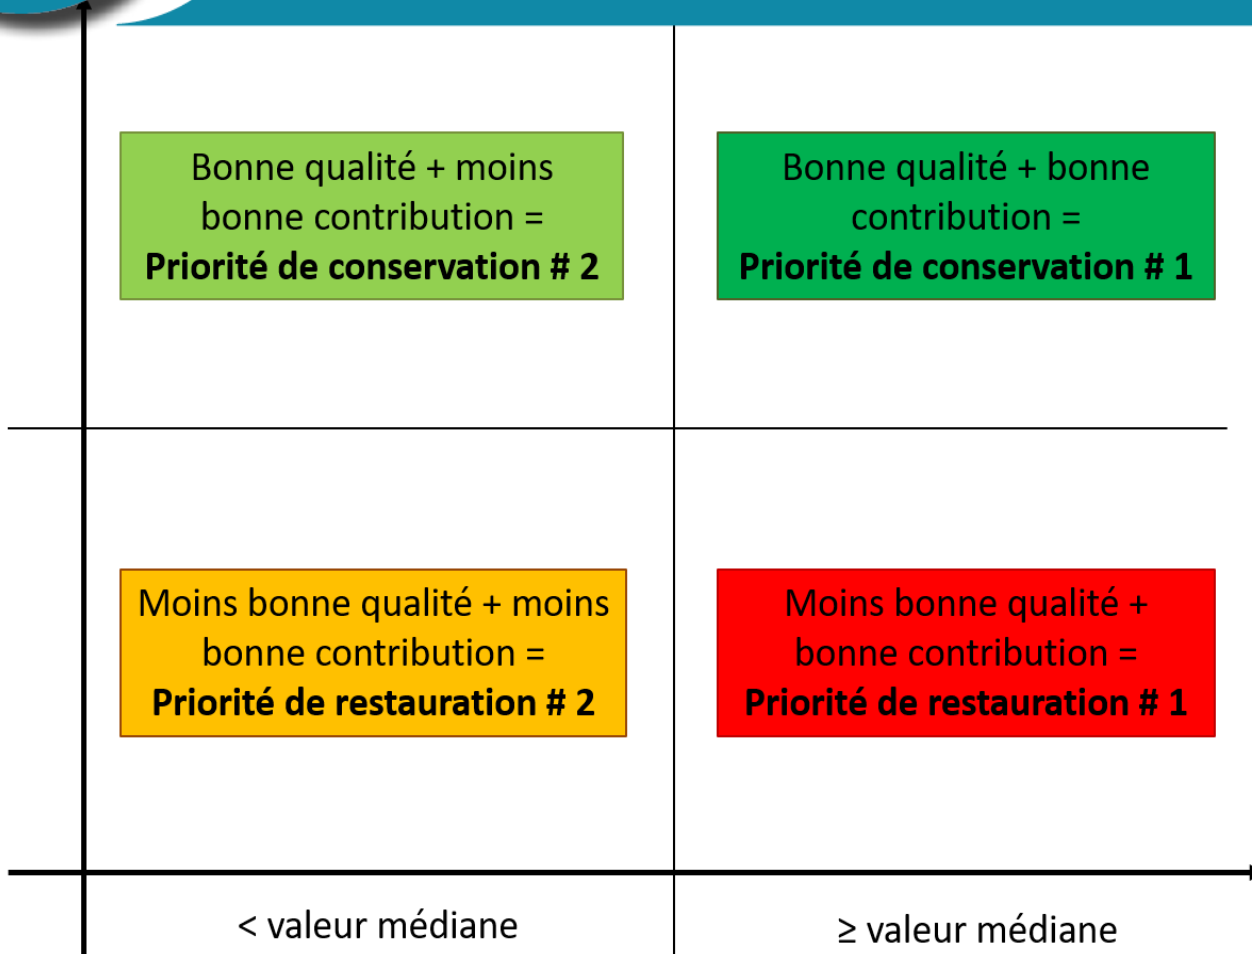 Bonne qualité + moins
bonne contribution =
Priorité de conservation # 2
Bonne qualité + bonne
contribution =
Priorité de conservation # 1
Moins bonne qualité + moins
bonne contribution =
Priorité de restauration # 2
Moins bonne qualité +
bonne contribution =
Priorité de restauration # 1
< valeur médiane
≥ valeur médiane